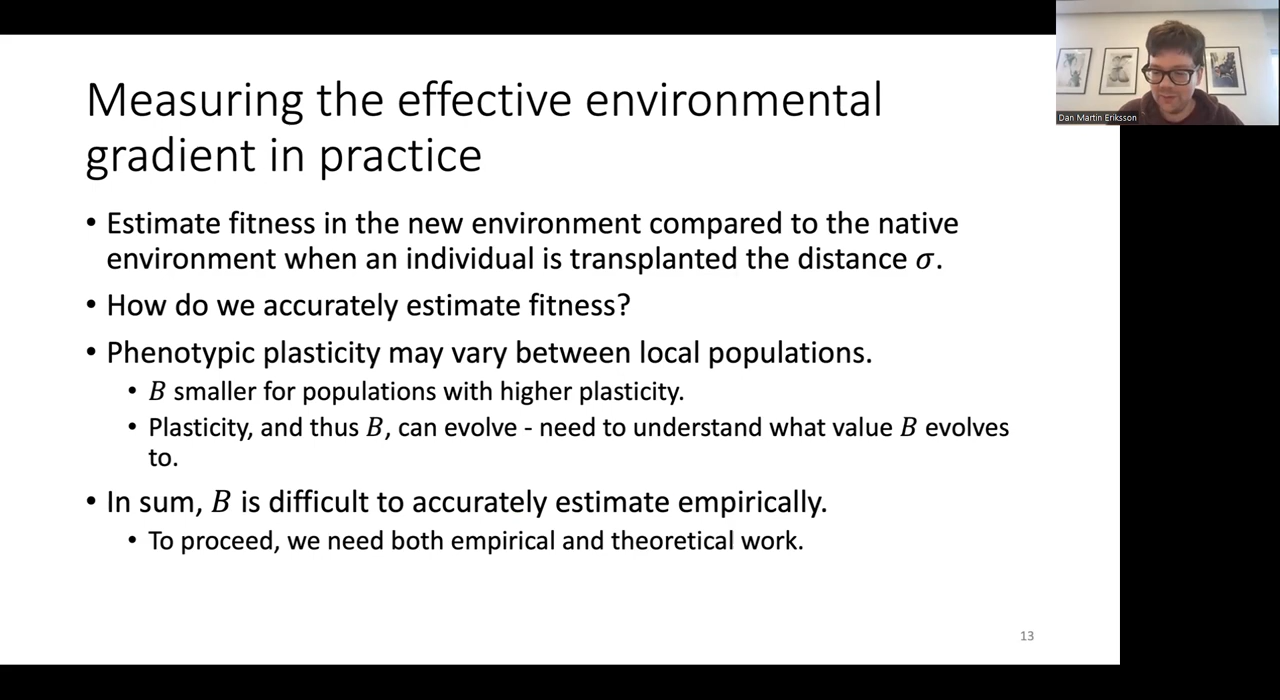 Measuring the effective environmental
gradient in practice
• Estimate fitness in the new environment compared to the native
environment when an individual is transplanted the distance σ.
• How do we accurately estimate fitness?
• Phenotypic plasticity may vary between local populations.
• B smaller for populations with higher plasticity.
• Plasticity, and thus B, can evolve - need to understand what value B evolves
to.
• In sum, B is difficult to accurately estimate empirically.
• To proceed, we need both empirical and theoretical work.
13
Dan Martin Eriksson